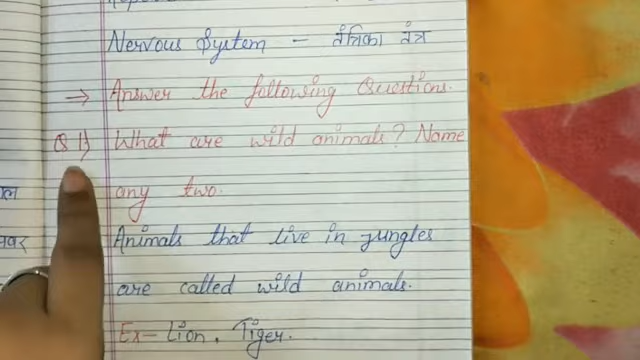 Nervous System - तंत्रिका तंत्र
→ Answer the following Questions.
Q 1) What are wild animals? Name
any two.
Animals that live in jungles
are called wild animals.
Ex- Lion, Tiger.